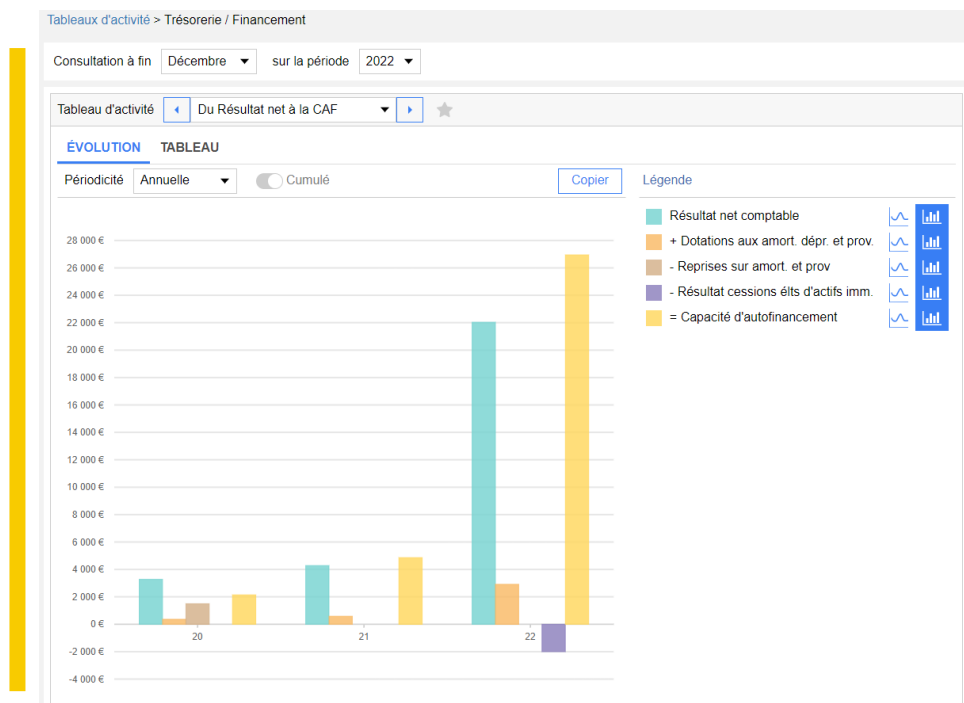 Tableaux d'activité > Trésorerie / Financement
Consultation à fin Décembre sur la période 2022
Tableau d'activité Du Résultat net à la CAF
ÉVOLUTION TABLEAU
Périodicité Annuelle Cumulé Copier
28 000 €
26 000 €
24 000 €
22 000 €
20 000 €
18 000 €
16 000 €
14 000 €
12 000 €
10 000 €
8 000 €
6 000 €
4 000 €
2 000 €
0 €
-2 000 €
-4 000 €
20 21 22
Légende
Résultat net comptable
+ Dotations aux amort. dépr. et prov.
- Reprises sur amort. et prov
- Résultat cessions élts d'actifs imm.
= Capacité d'autofinancement